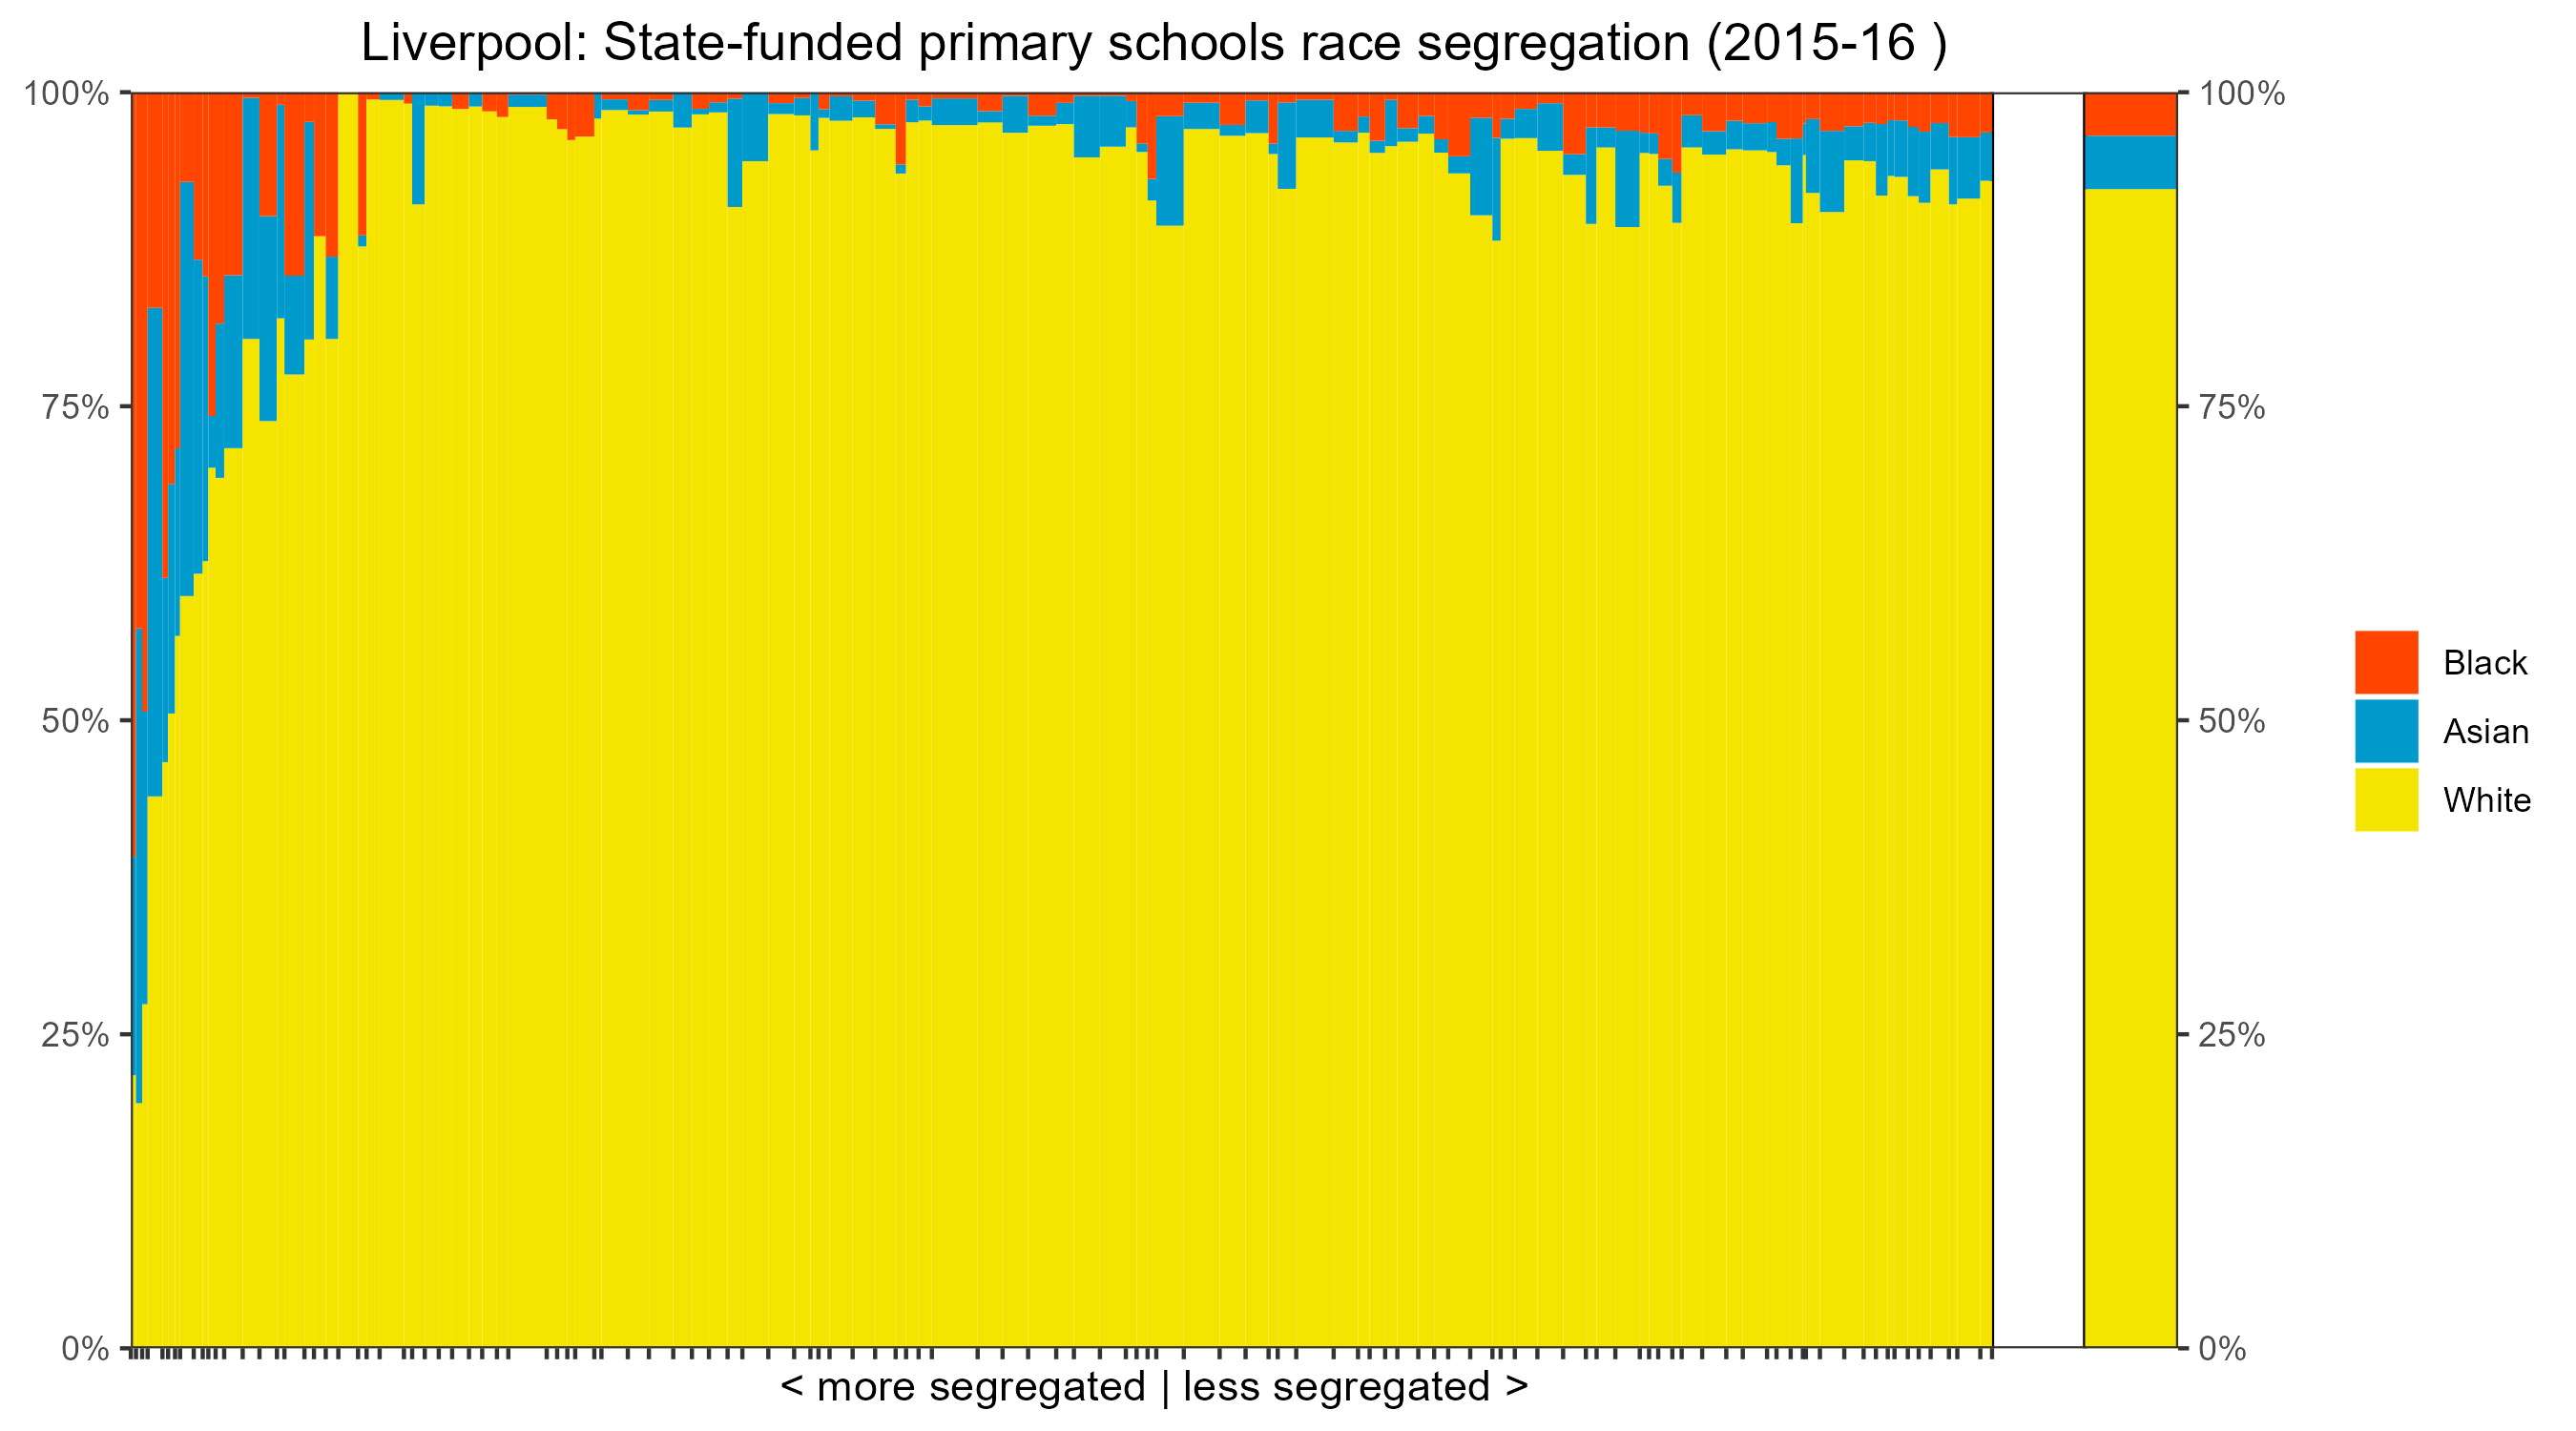 Liverpool: State-funded primary schools race segregation (2015-16 )
100%
75%
50%
25%
0%
100%
75%
50%
25%
0%
Black
Asian
White
< more segregated | less segregated >